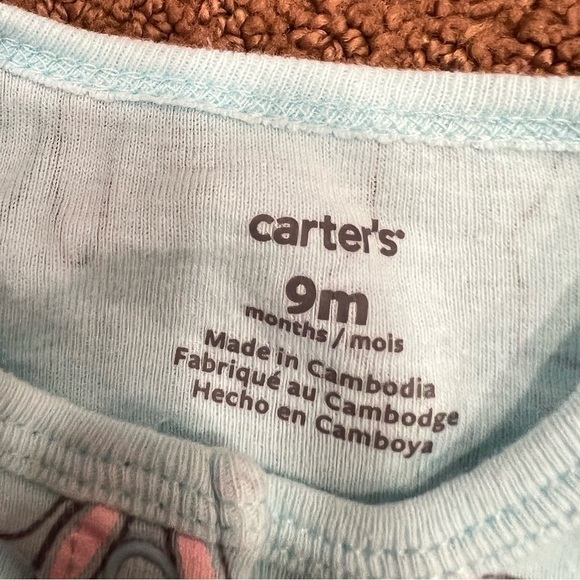 carter's®
9m
months / mois
Made in Cambodia
Fabriqué au Cambodge
Hecho en Camboya